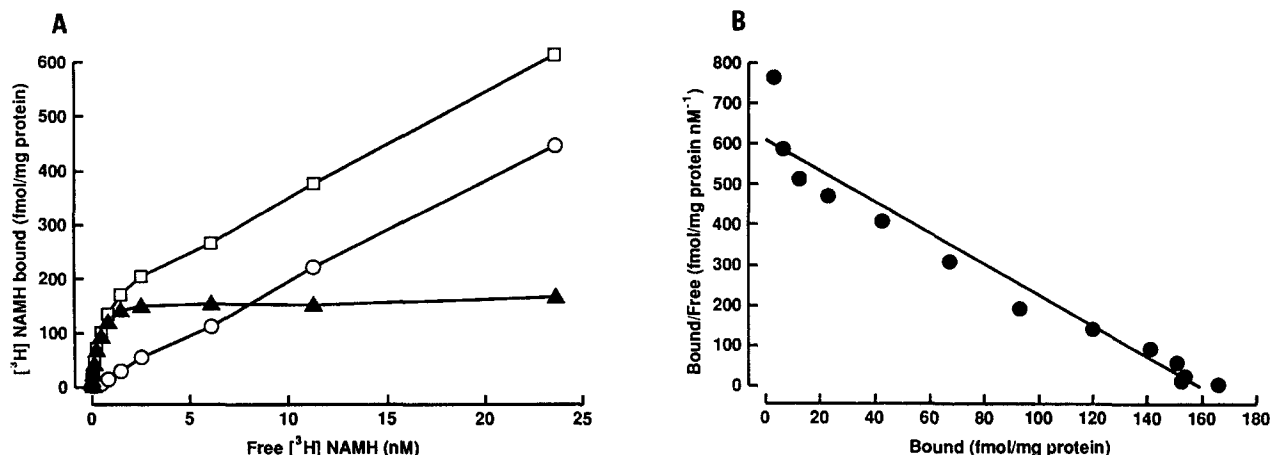 A
[³H] NAMH bound (fmol/mg protein)
600
500
400
300
200
100
0
0 5 10 15 20 25
Free [³H] NAMH (nM)
B
Bound/Free (fmol/mg protein nM⁻¹)
800
700
600
500
400
300
200
100
0
0 20 40 60 80 100 120 140 160 180
Bound (fmol/mg protein)